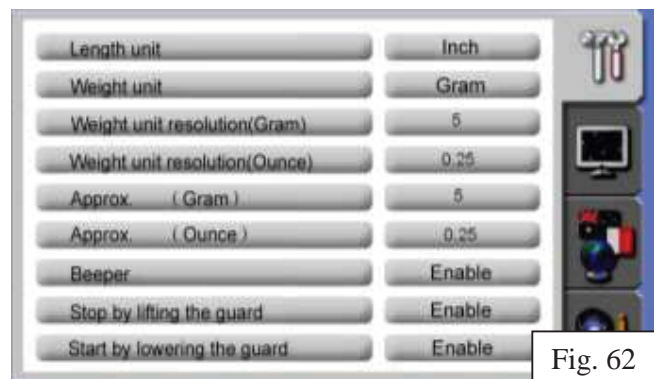 Length unit Inch
Weight unit Gram
Weight unit resolution(Gram) 5
Weight unit resolution(Ounce) 0.25
Approx. ( Gram ) 5
Approx. ( Ounce ) 0.25
Beeper Enable
Stop by lifting the guard Enable
Start by lowering the guard Enable
Fig. 62